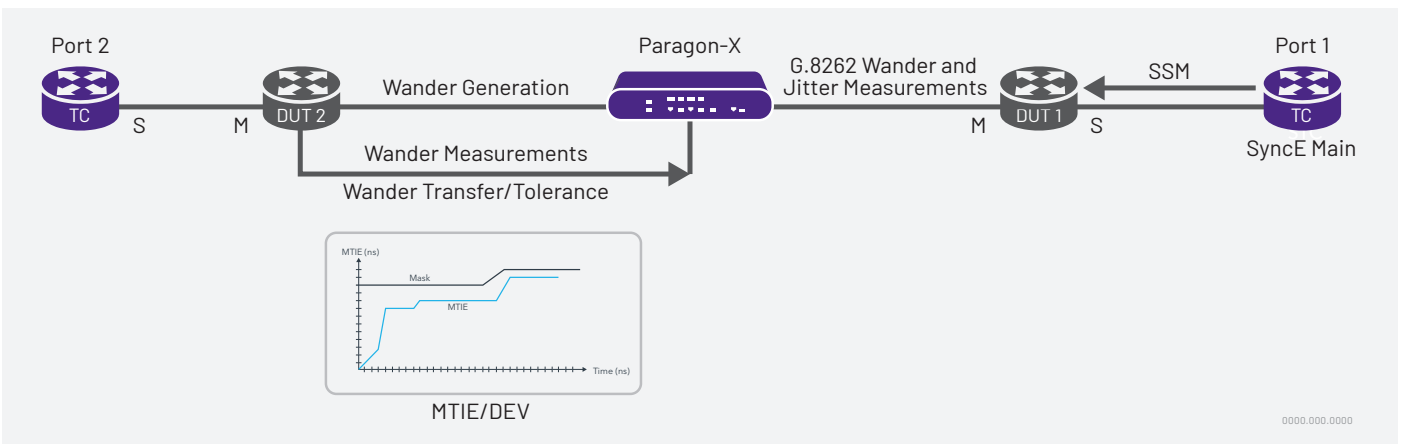 Port 2
Paragon-X
Port 1
Wander Generation
G.8262 Wander and
Jitter Measurements
SSM
TC
S
M
DUT 2
M
DUT 1
S
TC
SyncE Main
Wander Measurements
Wander Transfer/Tolerance
MTIE (ns)
Mask
MTIE
Time (ns)
MTIE/DEV
0000.000.0000